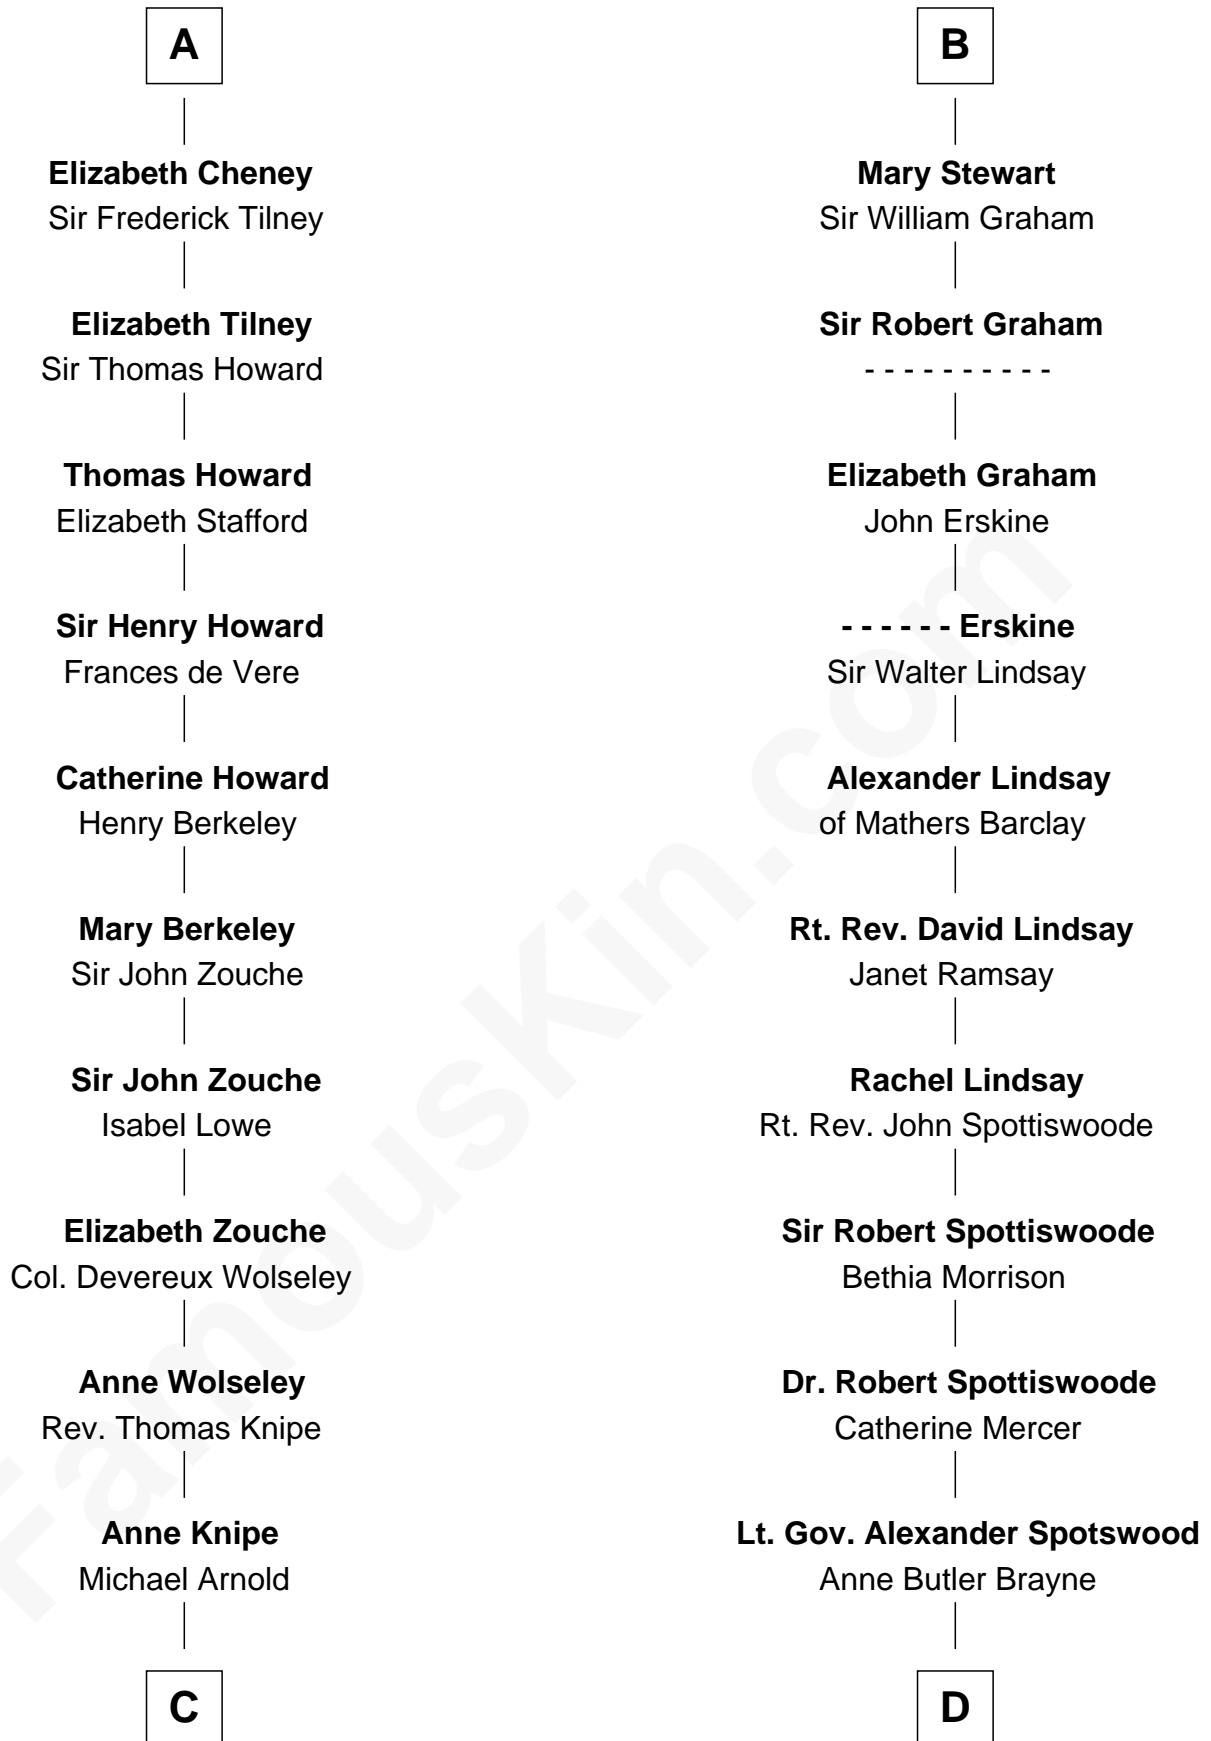 A
Elizabeth Cheney
Sir Frederick Tilney
Elizabeth Tilney
Sir Thomas Howard
Thomas Howard
Elizabeth Stafford
Sir Henry Howard
Frances de Vere
Catherine Howard
Henry Berkeley
Mary Berkeley
Sir John Zouche
Sir John Zouche
Isabel Lowe
Elizabeth Zouche
Col. Devereux Wolseley
Anne Wolseley
Rev. Thomas Knipe
Anne Knipe
Michael Arnold
C
B
Mary Stewart
Sir William Graham
Sir Robert Graham
- - - - - - - - - -
Elizabeth Graham
John Erskine
- - - - - - Erskine
Sir Walter Lindsay
Alexander Lindsay
of Mathers Barclay
Rt. Rev. David Lindsay
Janet Ramsay
Rachel Lindsay
Rt. Rev. John Spottiswoode
Sir Robert Spottiswoode
Bethia Morrison
Dr. Robert Spottiswoode
Catherine Mercer
Lt. Gov. Alexander Spotswood
Anne Butler Brayne
D
FamousKin.com